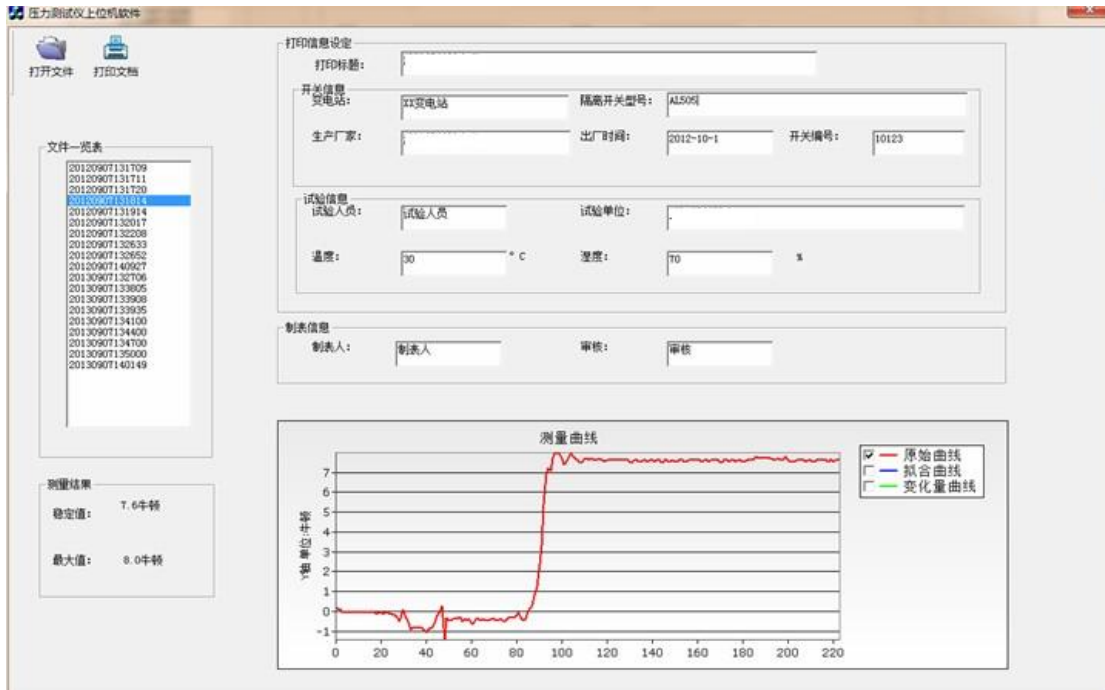 压力测试仪上位机软件
打开文件 打印文档
打印信息设定
打印标题:
开关信息
变电站: XX变电站 隔离开关型号: AL50S
生产厂家: 出厂时间: 2012-10-1 开关编号: 10123
试验信息
试验人员: 试验人员 试验单位:
温度: 30 °C 湿度: 70 %
制表信息
制表人: 制表人 审核: 审核
文件一览表
20120907131709
20120907131711
20120907131720
20120907131814
20120907131914
20120907132017
20120907132208
20120907132633
20120907132652
20120907140927
20130907132706
20130907133805
20130907133908
20130907133935
20130907134100
20130907134400
20130907134700
20130907135000
20130907140149
测量结果
稳定值: 7.6牛顿
最大值: 8.0牛顿
测量曲线
Y轴 单位:牛顿
7
6
5
4
3
2
1
0
-1
0 20 40 60 80 100 120 140 160 180 200 220
原始曲线
拟合曲线
变化量曲线